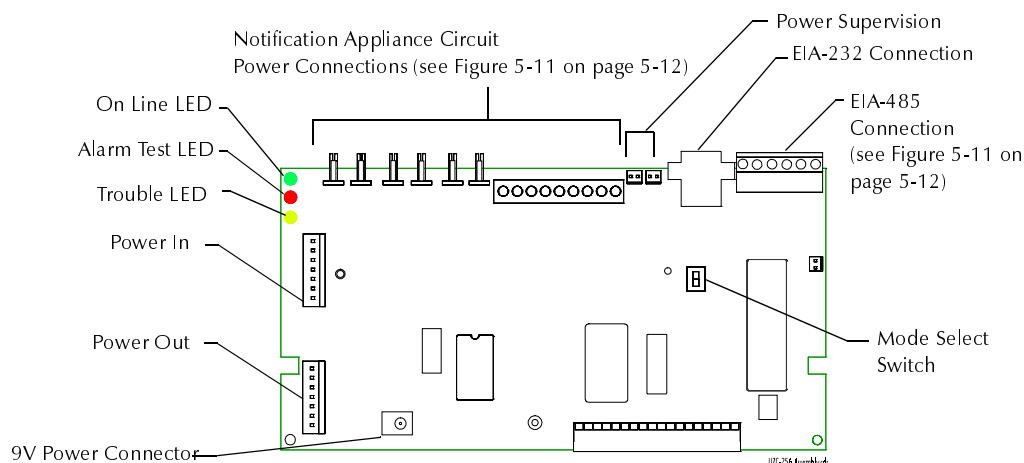 Power Supervision
Notification Appliance Circuit
Power Connections (see Figure 5-11 on page 5-12)
EIA-232 Connection
On Line LED
EIA-485
Connection
(see Figure 5-11 on
page 5-12)
Alarm Test LED
Trouble LED
Power In
Power Out
Mode Select
Switch
9V Power Connector